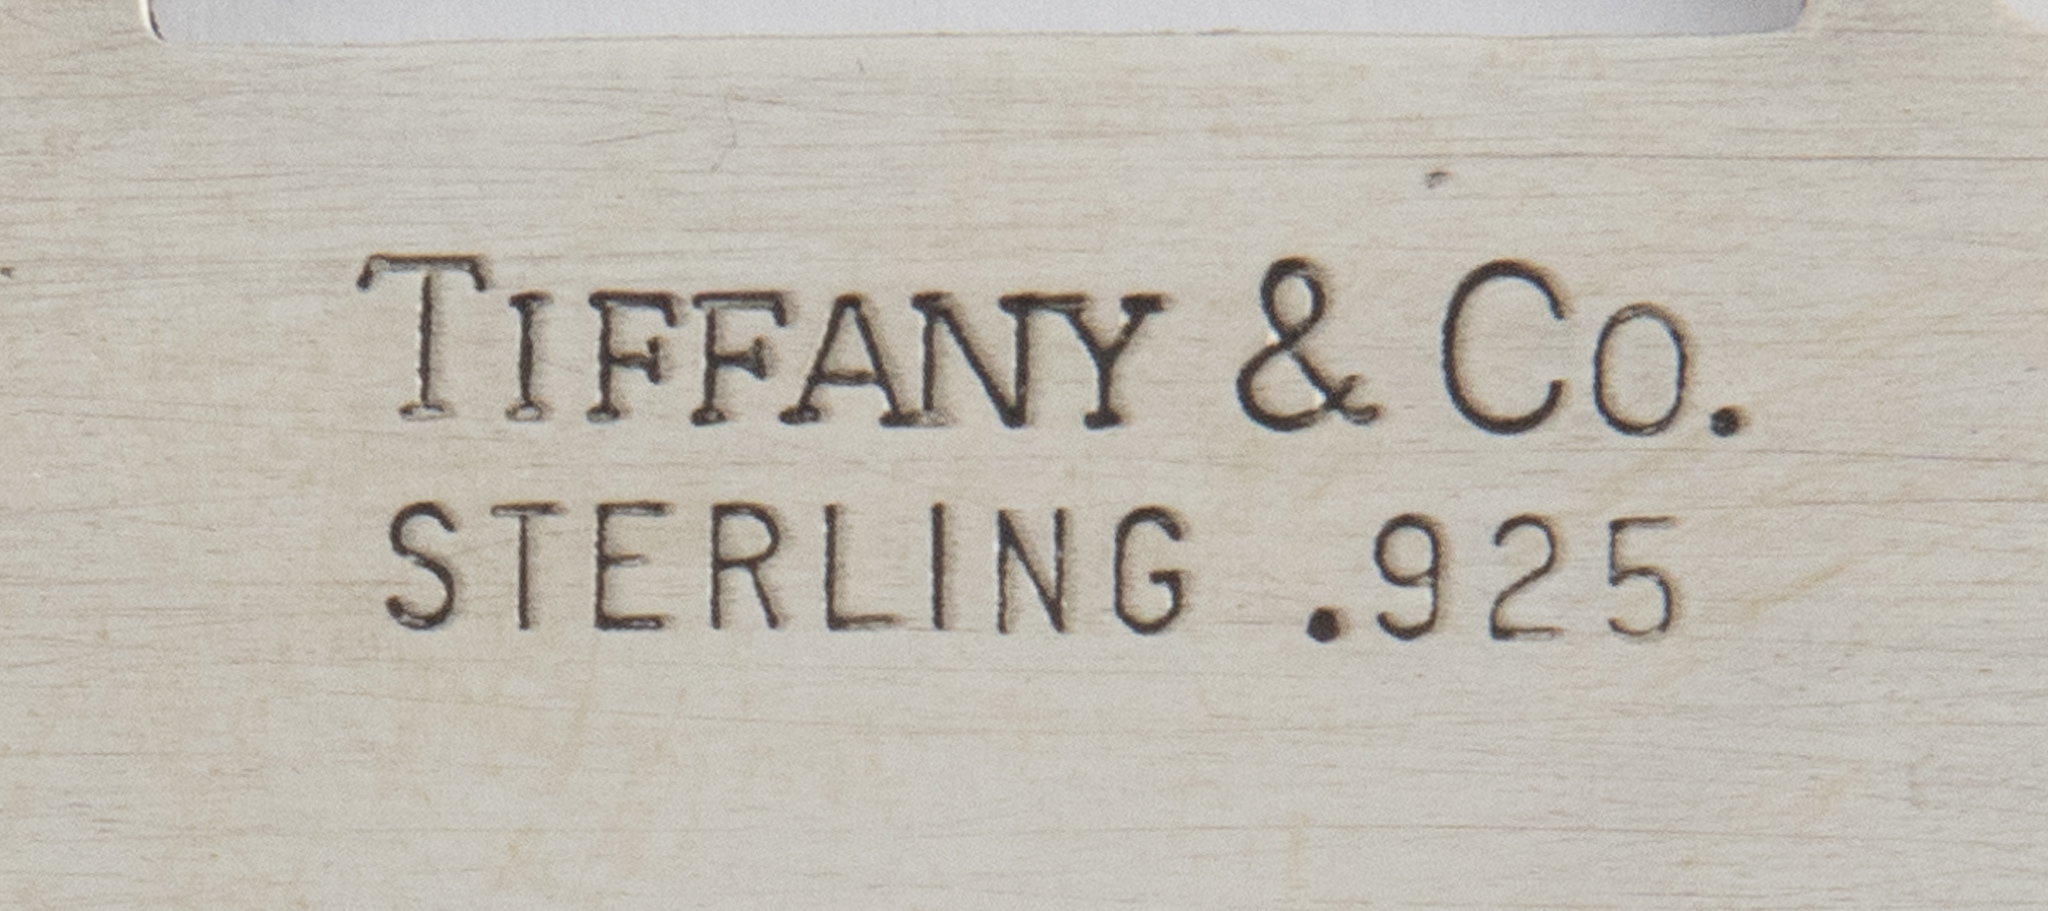 TIFFANY & CO.
STERLING .925